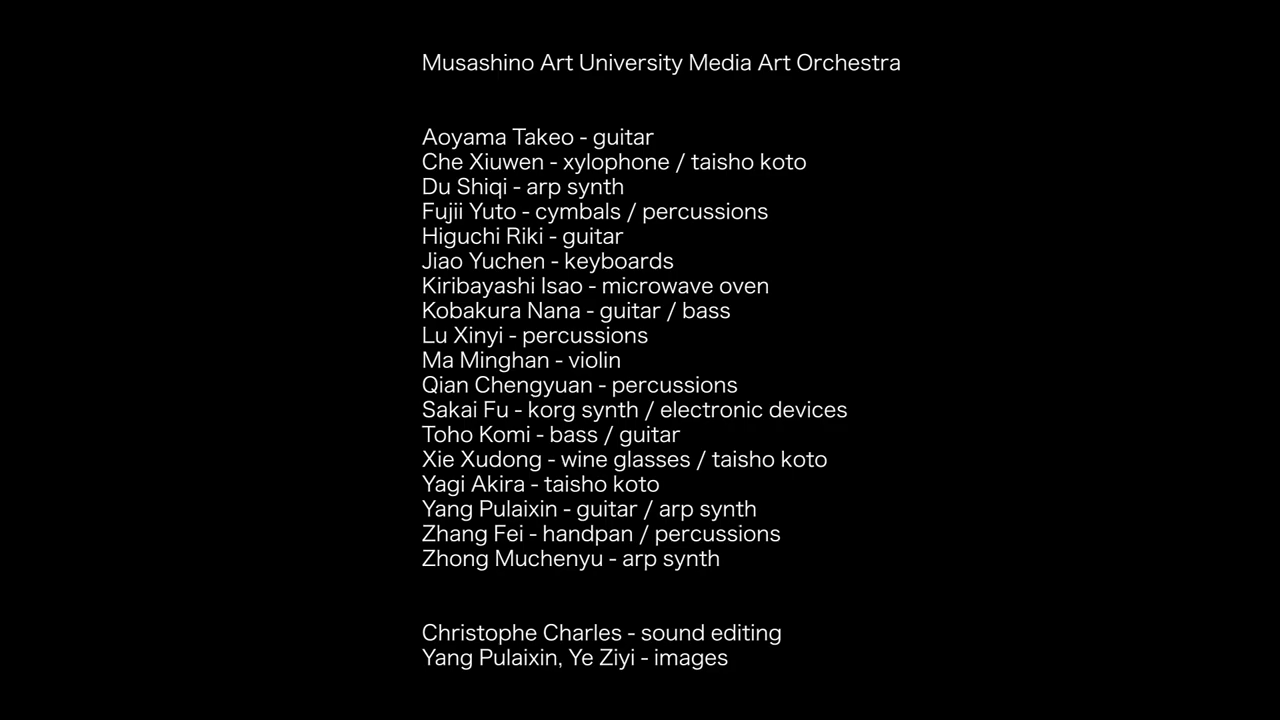 Musashino Art University Media Art Orchestra
Aoyama Takeo - guitar
Che Xiuwen - xylophone / taisho koto
Du Shiqi - arp synth
Fujii Yuto - cymbals / percussions
Higuchi Riki - guitar
Jiao Yuchen - keyboards
Kiribayashi Isao - microwave oven
Kobakura Nana - guitar / bass
Lu Xinyi - percussions
Ma Minghan - violin
Qian Chengyuan - percussions
Sakai Fu - korg synth / electronic devices
Toho Komi - bass / guitar
Xie Xudong - wine glasses / taisho koto
Yagi Akira - taisho koto
Yang Pulaixin - guitar / arp synth
Zhang Fei - handpan / percussions
Zhong Muchenyu - arp synth
Christophe Charles - sound editing
Yang Pulaixin, Ye Ziyi - images